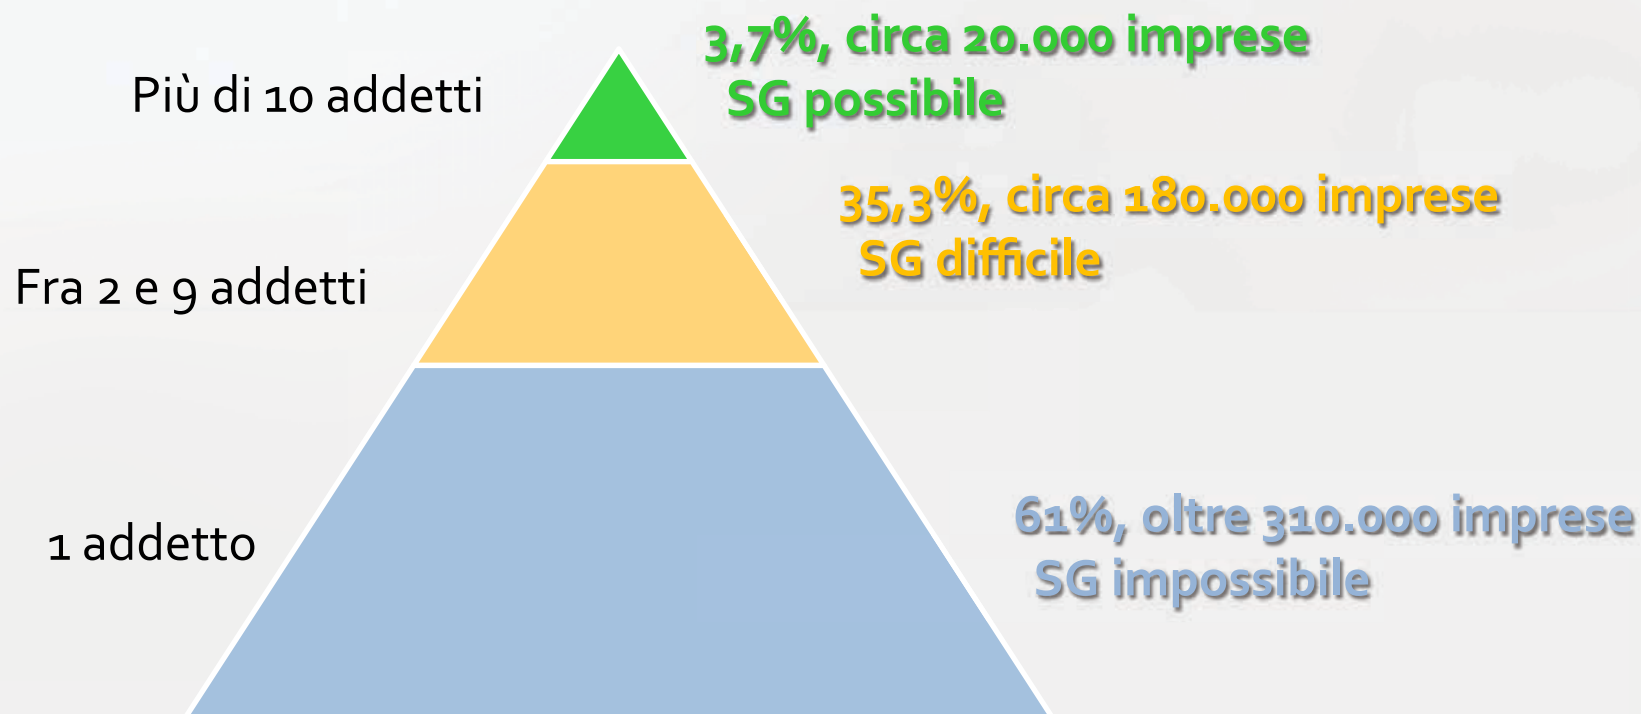 3,7%, circa 20.000 imprese
SG possibile
Più di 10 addetti
35,3%, circa 180.000 imprese
SG difficile
Fra 2 e 9 addetti
61%, oltre 310.000 imprese
SG impossibile
1 addetto